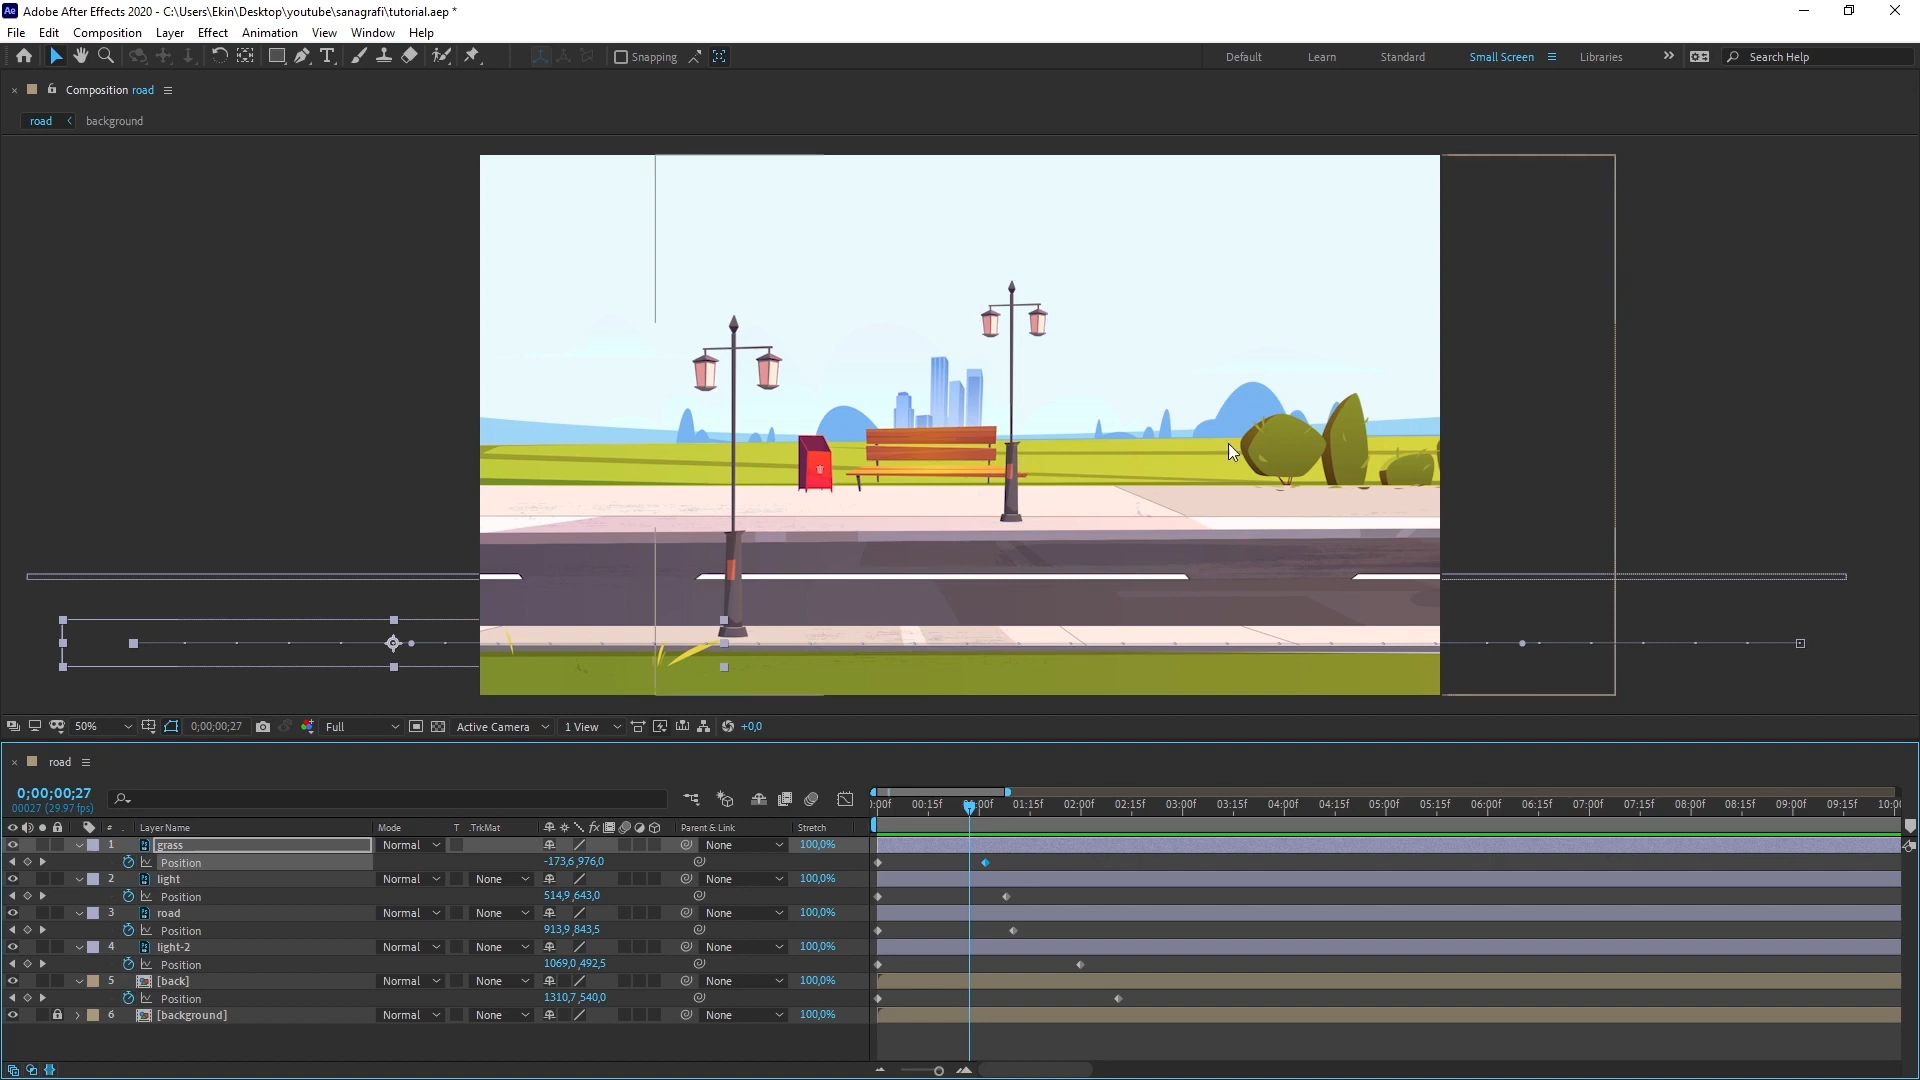 Ae Adobe After Effects 2020 - C:\Users\Ekin\Desktop\youtube\sanagrafi\tutorial.aep *
File Edit Composition Layer Effect Animation View Window Help
Snapping Default Learn Standard Small Screen Libraries Search Help
Composition road
road background
50% 0;00;00;27 Full Active Camera 1 View +0,0
road
0;00;00;27
00027 (29.97 fps)
:00f 00:15f 01:15f 02:00f 02:15f 03:00f 03:15f 04:00f 04:15f 05:00f 05:15f 06:00f 06:15f 07:00f 07:15f 08:00f 08:15f 09:00f 09:15f 10:0
# Layer Name Mode T .TrkMat fx Parent & Link Stretch
1 grass Normal None 100,0%
Position -173,6,976,0
2 light Normal None None 100,0%
Position 514,9,643,0
3 road Normal None None 100,0%
Position 913,9,843,5
4 light-2 Normal None None 100,0%
Position 1069,0,492,5
5 [back] Normal None None 100,0%
Position 1310,7,540,0
6 [background] Normal None None 100,0%